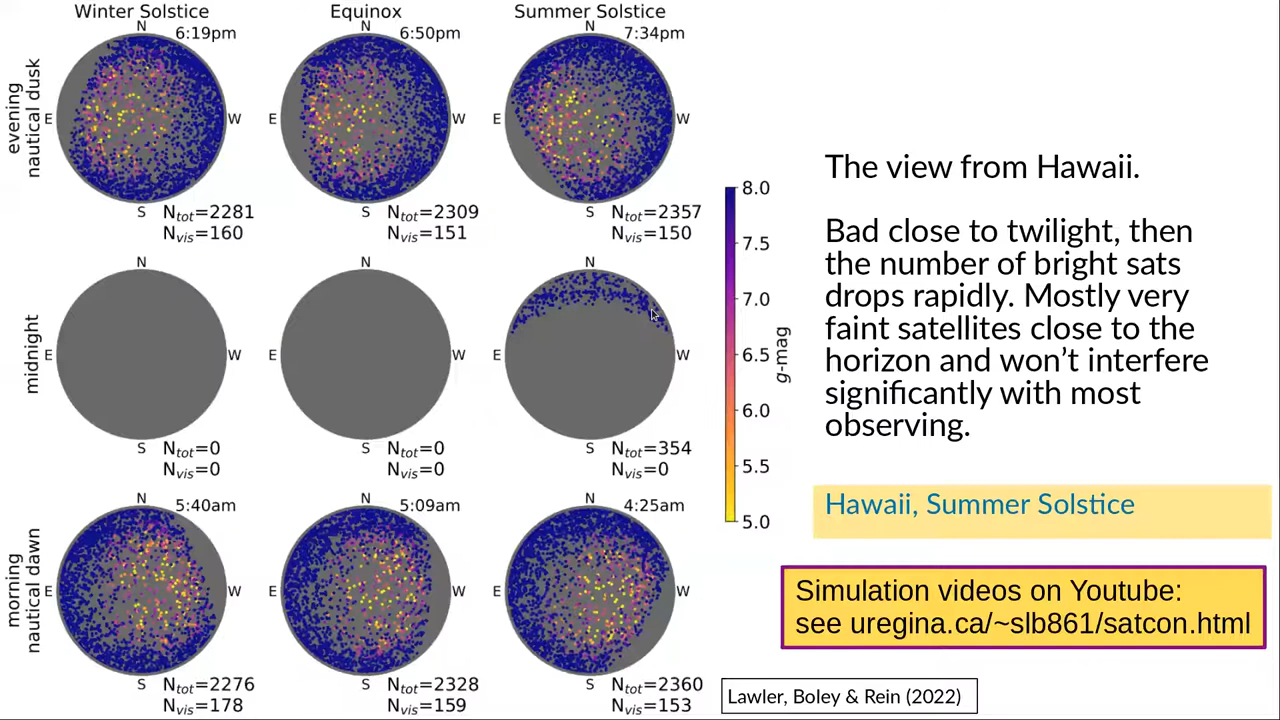 Winter Solstice
Equinox
Summer Solstice
evening
nautical dusk
N
6:19pm
E
W
S
N_tot=2281
N_vis=160
N
6:50pm
E
W
S
N_tot=2309
N_vis=151
N
7:34pm
E
W
S
N_tot=2357
N_vis=150
midnight
N
E
W
S
N_tot=0
N_vis=0
N
E
W
S
N_tot=0
N_vis=0
N
E
W
S
N_tot=354
N_vis=0
morning
nautical dawn
N
5:40am
E
W
S
N_tot=2276
N_vis=178
N
5:09am
E
W
S
N_tot=2328
N_vis=159
N
4:25am
E
W
S
N_tot=2360
N_vis=153
8.0
7.5
7.0
6.5
6.0
5.5
5.0
g-mag
The view from Hawaii.
Bad close to twilight, then
the number of bright sats
drops rapidly. Mostly very
faint satellites close to the
horizon and won’t interfere
significantly with most
observing.
Hawaii, Summer Solstice
Simulation videos on Youtube:
see uregina.ca/~slb861/satcon.html
Lawler, Boley & Rein (2022)